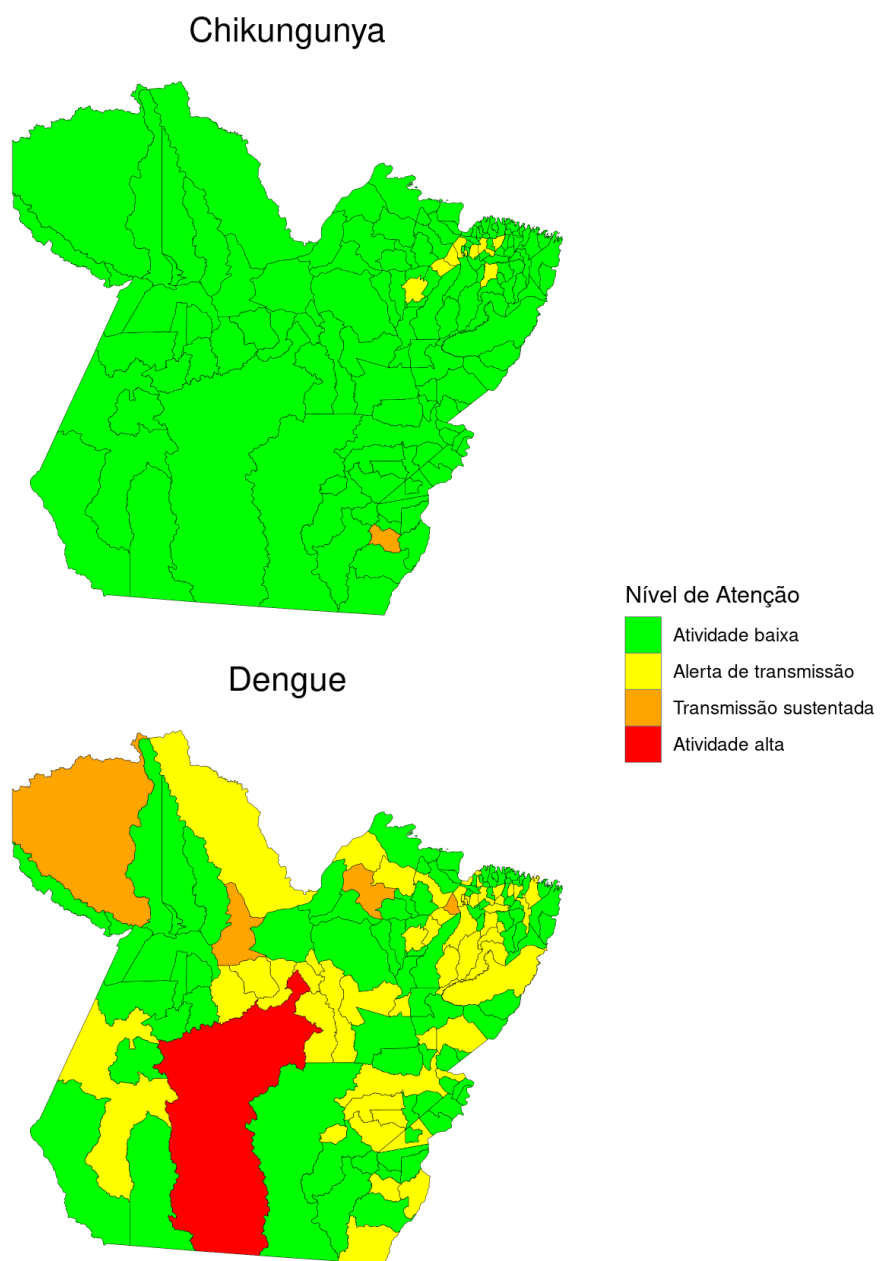 Chikungunya
Nível de Atenção
Atividade baixa
Alerta de transmissão
Transmissão sustentada
Atividade alta
Dengue